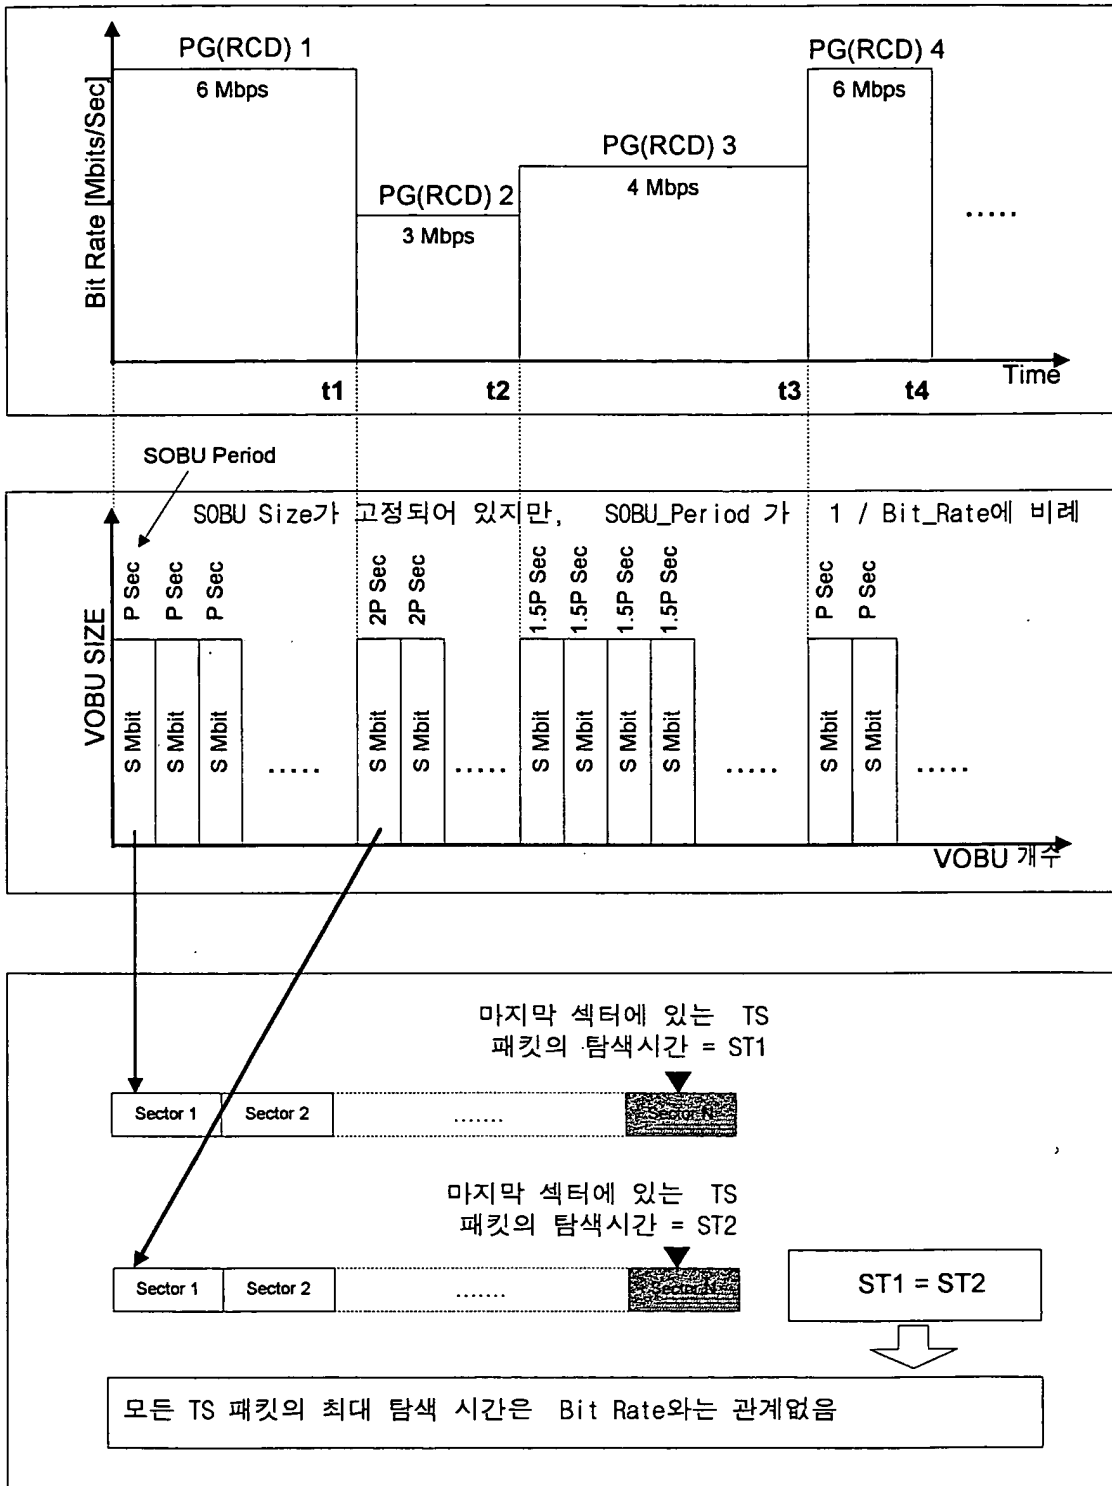 PG(RCD) 1
PG(RCD) 4
6 Mbps
6 Mbps
PG(RCD) 3
4 Mbps
PG(RCD) 2
3 Mbps
.....
Bit Rate [Mbits/Sec]
Time
t1
t2
t3
t4
SOBU Period
SOBU Size가 고정되어 있지만, SOBU_Period 가 1 / Bit_Rate에 비례
P Sec
P Sec
P Sec
2P Sec
2P Sec
1.5P Sec
1.5P Sec
1.5P Sec
1.5P Sec
P Sec
P Sec
VOBU SIZE
S Mbit
S Mbit
S Mbit
.....
S Mbit
S Mbit
.....
S Mbit
S Mbit
S Mbit
S Mbit
.....
S Mbit
S Mbit
.....
VOBU 개수
마지막 섹터에 있는 TS
패킷의 탐색시간 = ST1
Sector 1
Sector 2
.......
Sector N
마지막 섹터에 있는 TS
패킷의 탐색시간 = ST2
Sector 1
Sector 2
.......
Sector N
ST1 = ST2
모든 TS 패킷의 최대 탐색 시간은 Bit Rate와는 관계없음